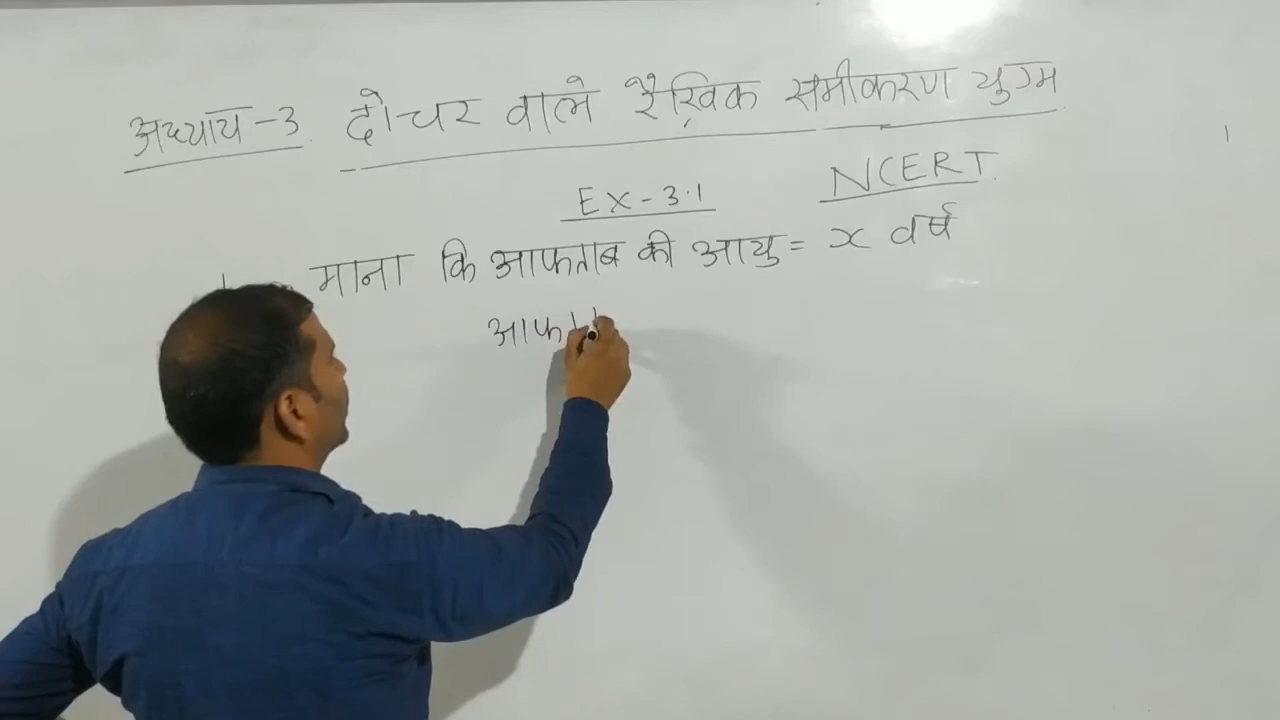 अध्याय-3. दो चर वाले रैखिक समीकरण युग्म
NCERT.
EX-3.1
माना कि आफताब की आयु = x वर्ष
आफ